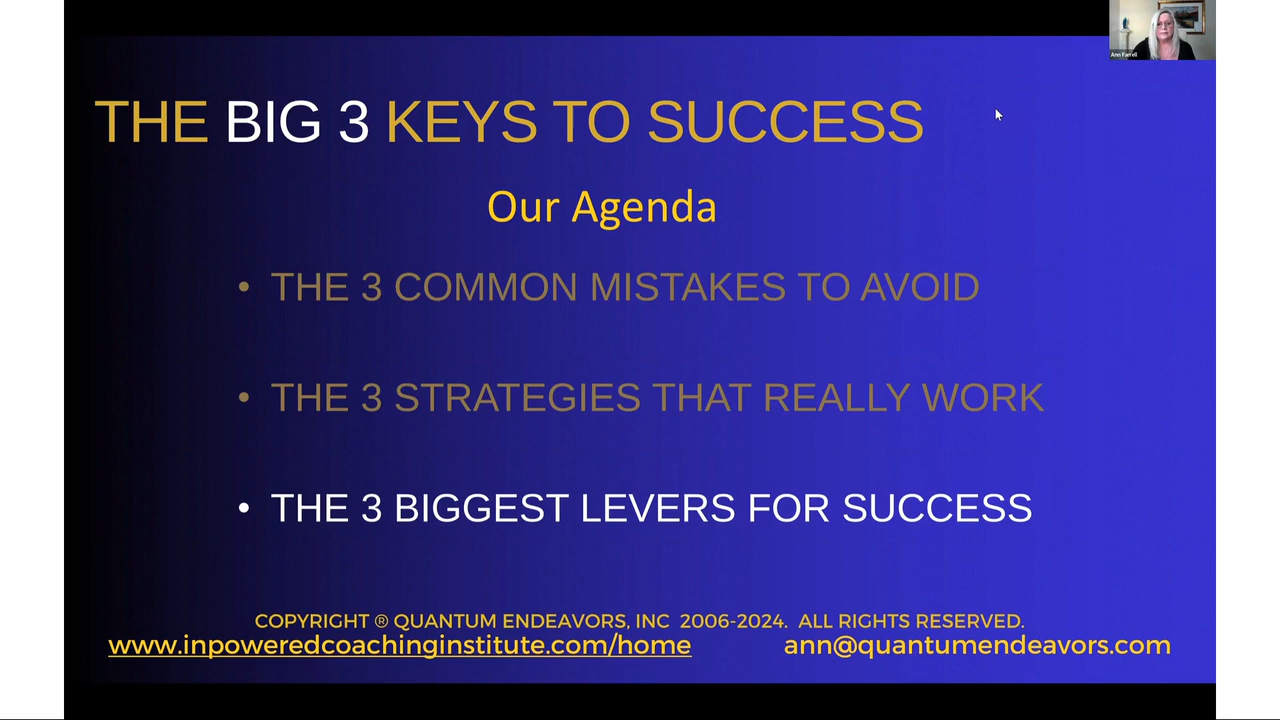 Ann Farrell
THE BIG 3 KEYS TO SUCCESS
Our Agenda
• THE 3 COMMON MISTAKES TO AVOID
• THE 3 STRATEGIES THAT REALLY WORK
• THE 3 BIGGEST LEVERS FOR SUCCESS
COPYRIGHT ® QUANTUM ENDEAVORS, INC 2006-2024. ALL RIGHTS RESERVED.
www.inpoweredcoachinginstitute.com/home ann@quantumendeavors.com